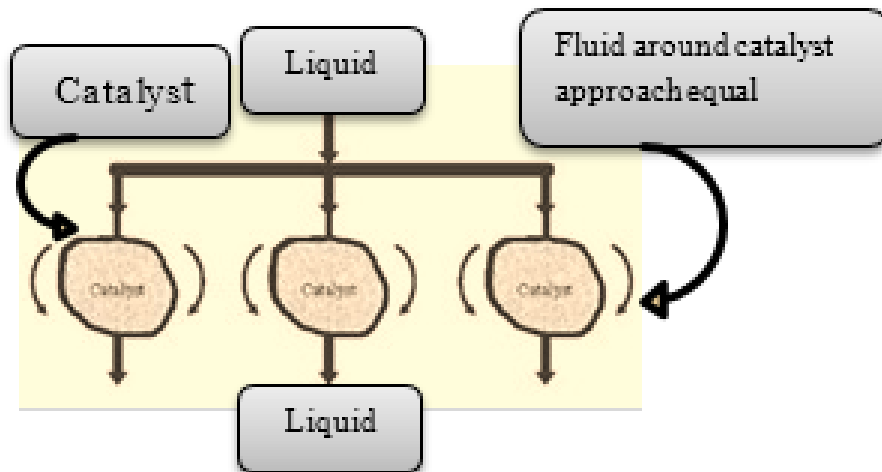 Liquid
Fluid around catalyst
approach equal
Catalyst
Catalyst
Catalyst
Catalyst
Liquid